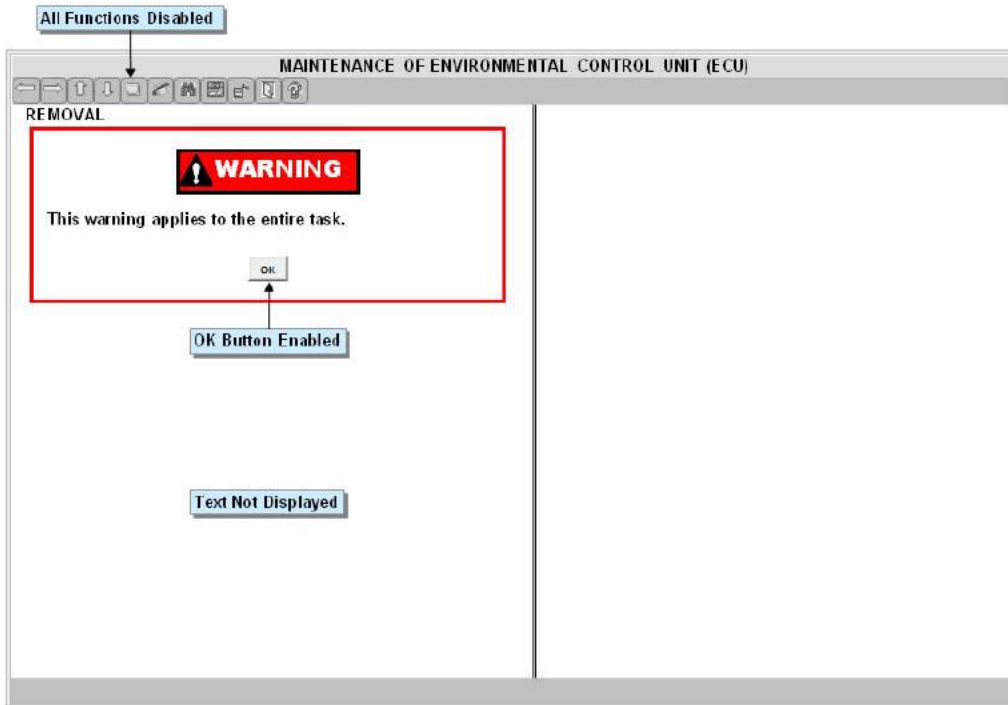 All Functions Disabled
MAINTENANCE OF ENVIRONMENTAL CONTROL UNIT (ECU)
REMOVAL
WARNING
This warning applies to the entire task.
OK
OK Button Enabled
Text Not Displayed